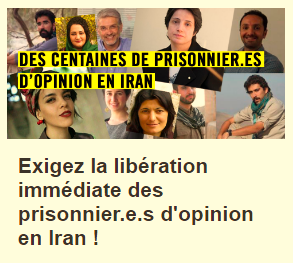 DES CENTAINES DE PRISONNIER.ES
D'OPINION EN IRAN
Exigez la libération
immédiate des
prisonnier.e.s d'opinion
en Iran !